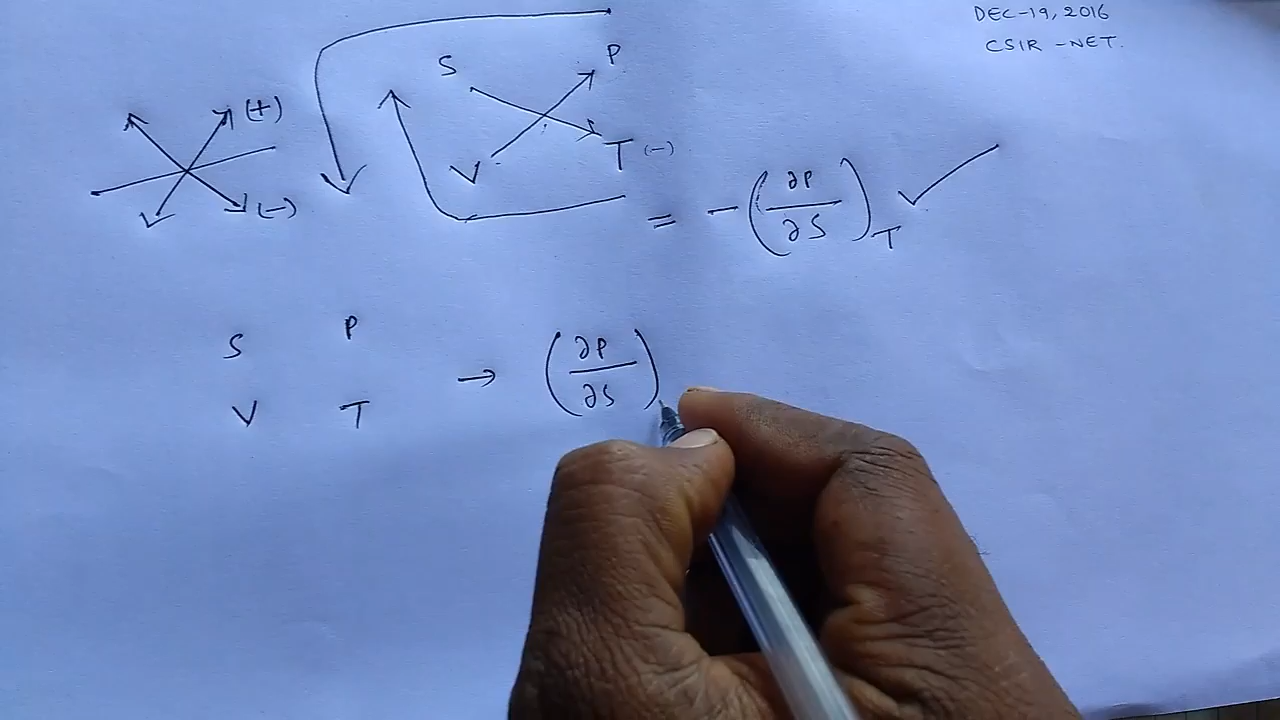 DEC-19, 2016
CSIR -NET.
S P
(+)
V T (-)
(-)
= - (∂P/∂S)T
S P
V T → (∂P/∂S)